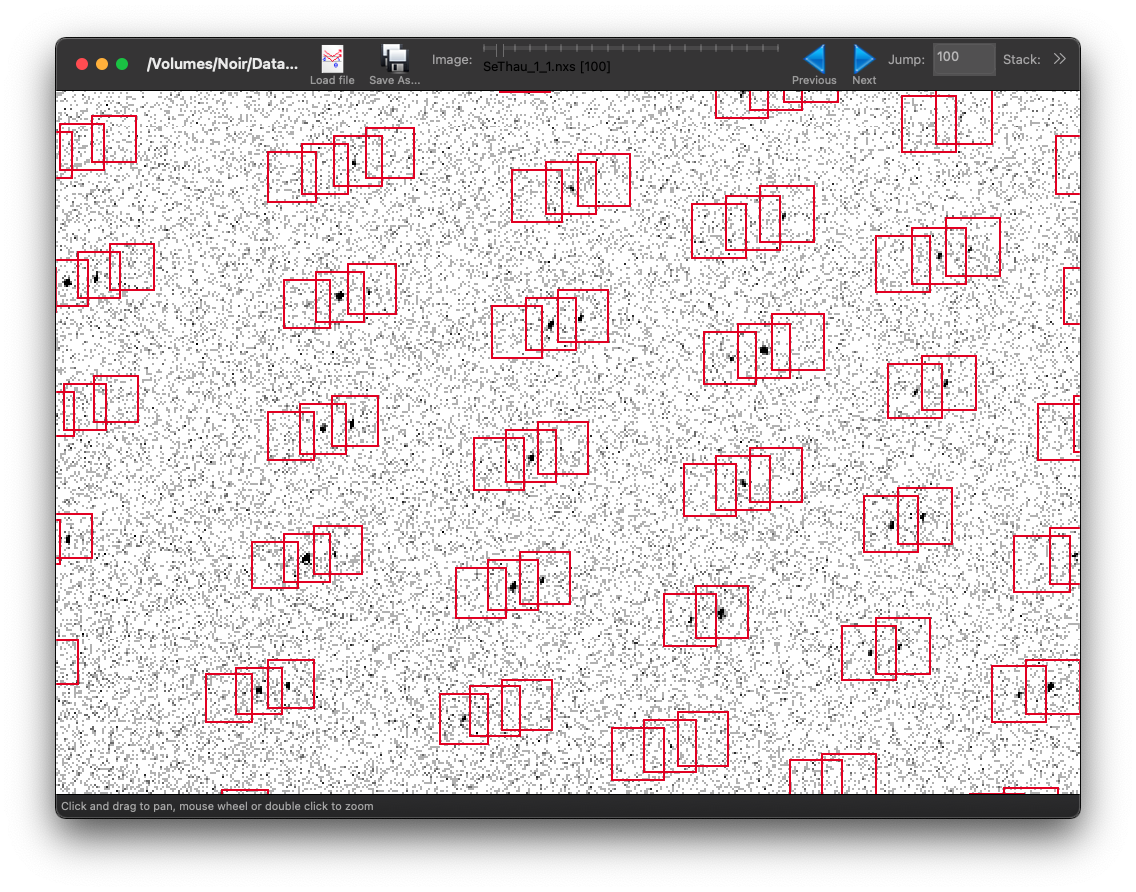 /Volumes/Noir/Data...
Load file
Save As...
Image:
SeThau_1_1.nxs [100]
Previous
Next
Jump:
100
Stack:
Click and drag to pan, mouse wheel or double click to zoom